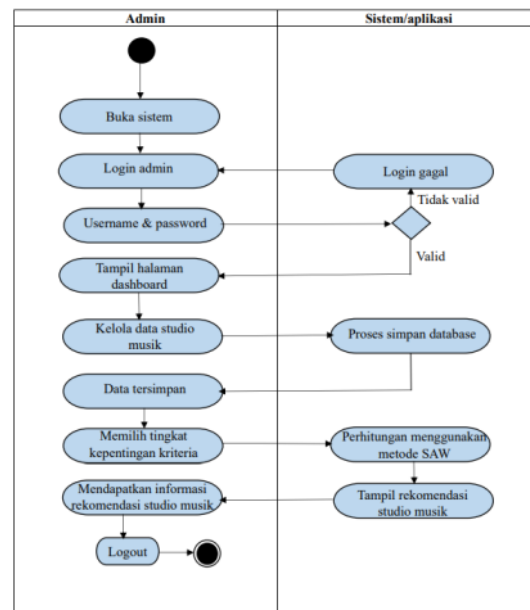 Admin
Sistem/aplikasi
Buka sistem
Login admin
Login gagal
Tidak valid
Username & password
Valid
Tampil halaman
dashboard
Kelola data studio
musik
Proses simpan database
Data tersimpan
Memilih tingkat
kepentingan kriteria
Perhitungan menggunakan
metode SAW
Mendapatkan informasi
rekomendasi studio musik
Tampil rekomendasi
studio musik
Logout